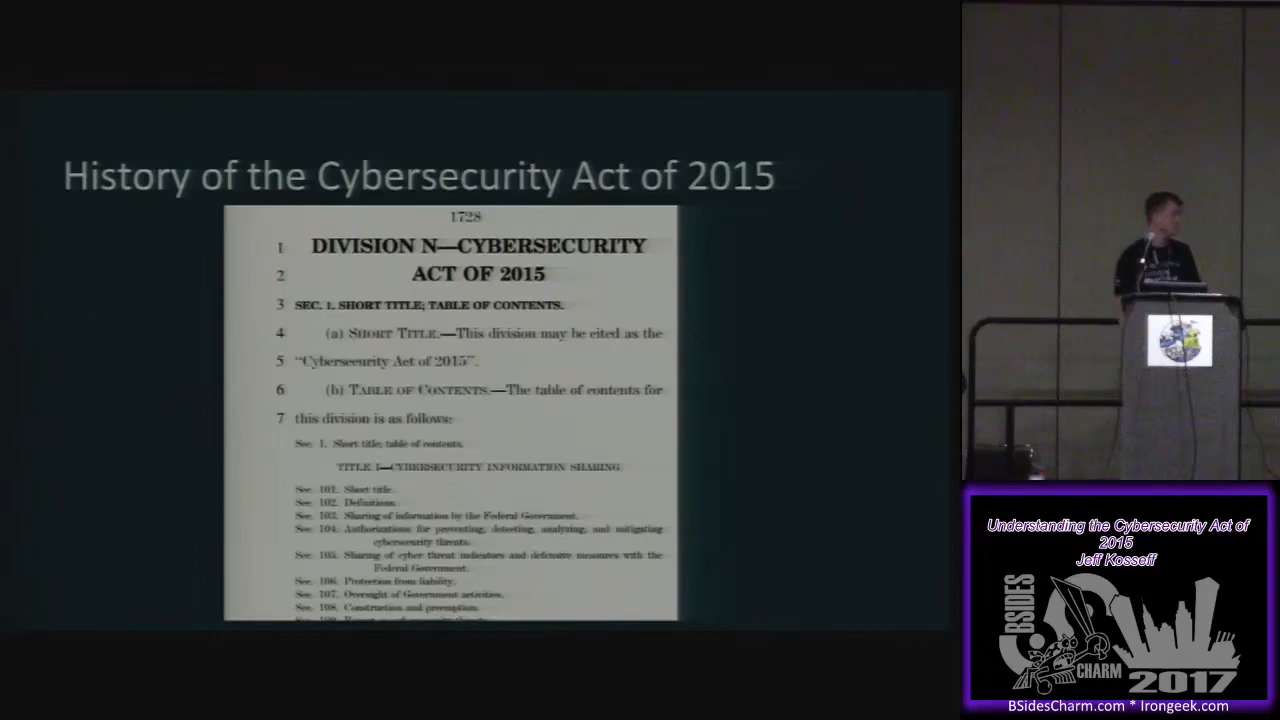 History of the Cybersecurity Act of 2015
1728
1 DIVISION N—CYBERSECURITY
2 ACT OF 2015
3 SEC. 1. SHORT TITLE; TABLE OF CONTENTS.
4 (a) SHORT TITLE.—This division may be cited as the
5 “Cybersecurity Act of 2015”.
6 (b) TABLE OF CONTENTS.—The table of contents for
7 this division is as follows:
Sec. 1. Short title; table of contents.
TITLE I—CYBERSECURITY INFORMATION SHARING
Sec. 101. Short title.
Sec. 102. Definitions.
Sec. 103. Sharing of information by the Federal Government.
Sec. 104. Authorizations for preventing, detecting, analyzing, and mitigating
cybersecurity threats.
Sec. 105. Sharing of cyber threat indicators and defensive measures with the
Federal Government.
Sec. 106. Protection from liability.
Sec. 107. Oversight of Government activities.
Sec. 108. Construction and preemption.
Understanding the Cybersecurity Act of
2015
Jeff Kosseff
BSIDES
CHARM
2017
BSidesCharm.com * Irongeek.com